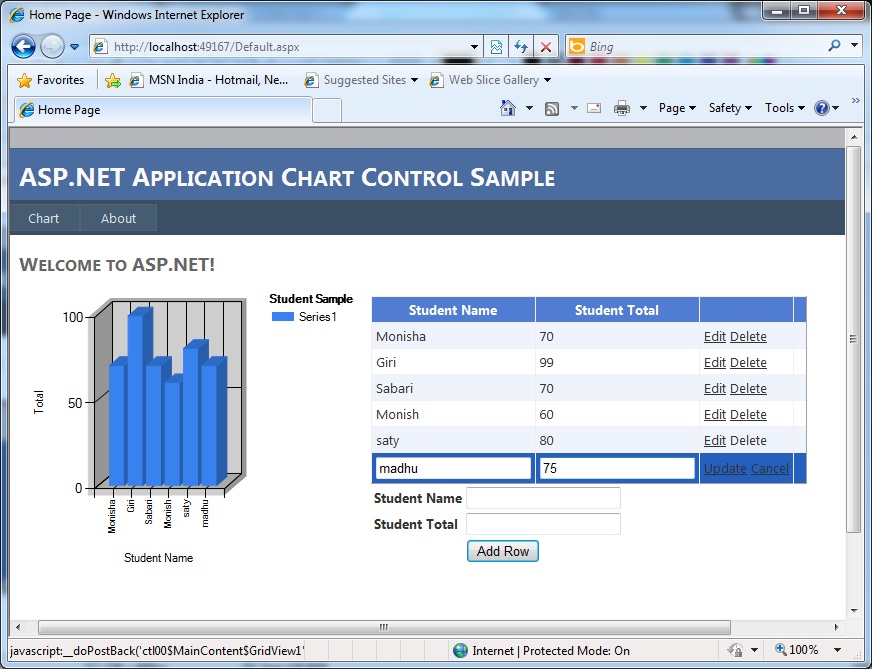 Home Page - Windows Internet Explorer
http://localhost:49167/Default.aspx
Bing
Favorites
MSN India - Hotmail, Ne...
Suggested Sites
Web Slice Gallery
Home Page
Page
Safety
Tools
»
ASP.NET Application Chart Control Sample
Chart
About
Welcome to ASP.NET!
Student Sample
Series1
100
50
0
Total
Monisha
Giri
Sabari
Monish
saty
madhu
Student Name
Student Name Student Total
Monisha 70 Edit Delete
Giri 99 Edit Delete
Sabari 70 Edit Delete
Monish 60 Edit Delete
saty 80 Edit Delete
madhu 75 Update Cancel
Student Name
Student Total
Add Row
javascript:__doPostBack('ctl00$MainContent$GridView1'
Internet | Protected Mode: On
100%